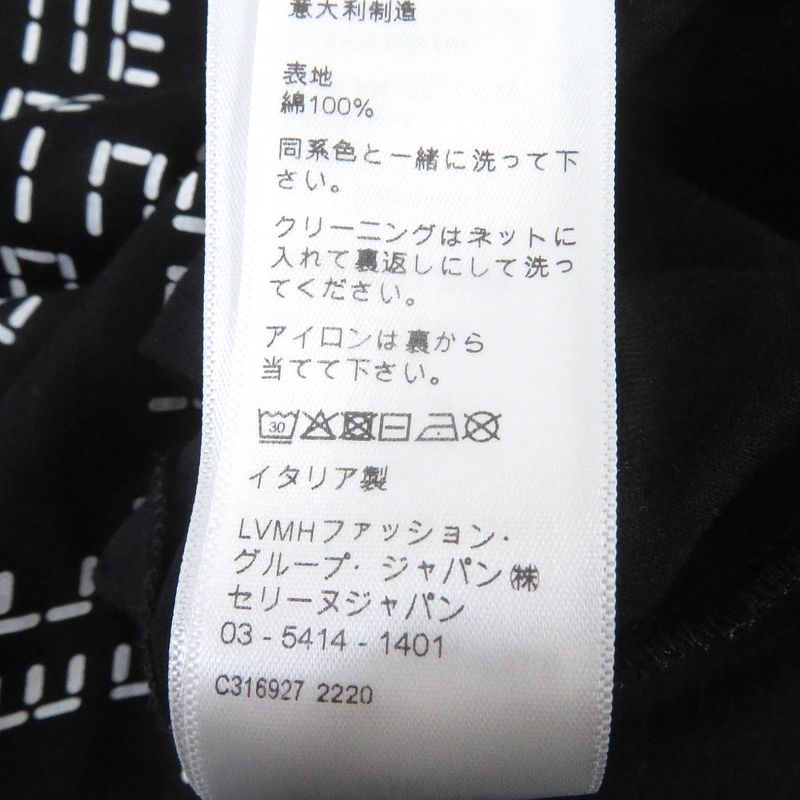 意大利制造
表地
綿100%
同系色と一緒に洗って下
さい。
クリーニングはネットに
入れて裏返しにして洗っ
てください。
アイロンは裏から
当てて下さい。
30
イタリア製
LVMHファッション・
グループ・ジャパン㈱
セリーヌジャパン
03 - 5414 - 1401
C316927 2220